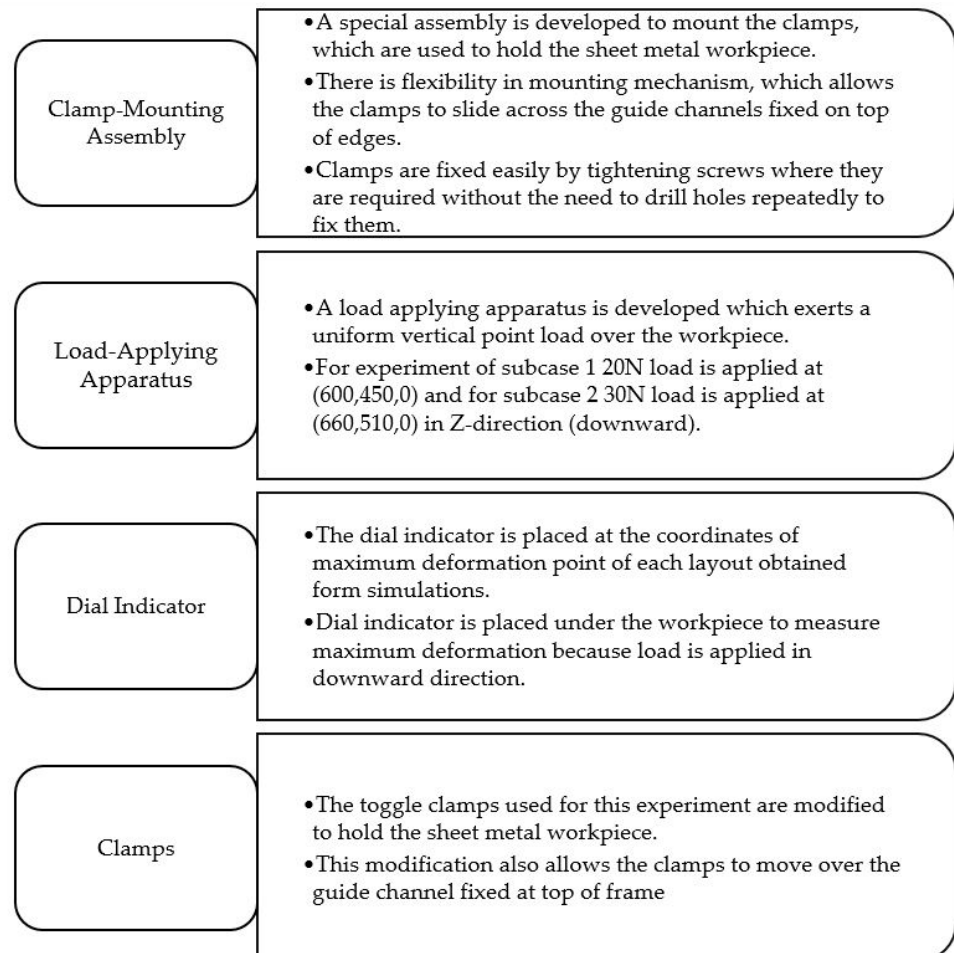 Clamp-Mounting
Assembly
•A special assembly is developed to mount the clamps,
which are used to hold the sheet metal workpiece.
•There is flexibility in mounting mechanism, which allows
the clamps to slide across the guide channels fixed on top
of edges.
•Clamps are fixed easily by tightening screws where they
are required without the need to drill holes repeatedly to
fix them.
Load-Applying
Apparatus
•A load applying apparatus is developed which exerts a
uniform vertical point load over the workpiece.
•For experiment of subcase 1 20N load is applied at
(600,450,0) and for subcase 2 30N load is applied at
(660,510,0) in Z-direction (downward).
Dial Indicator
•The dial indicator is placed at the coordinates of
maximum deformation point of each layout obtained
form simulations.
•Dial indicator is placed under the workpiece to measure
maximum deformation because load is applied in
downward direction.
Clamps
•The toggle clamps used for this experiment are modified
to hold the sheet metal workpiece.
•This modification also allows the clamps to move over the
guide channel fixed at top of frame